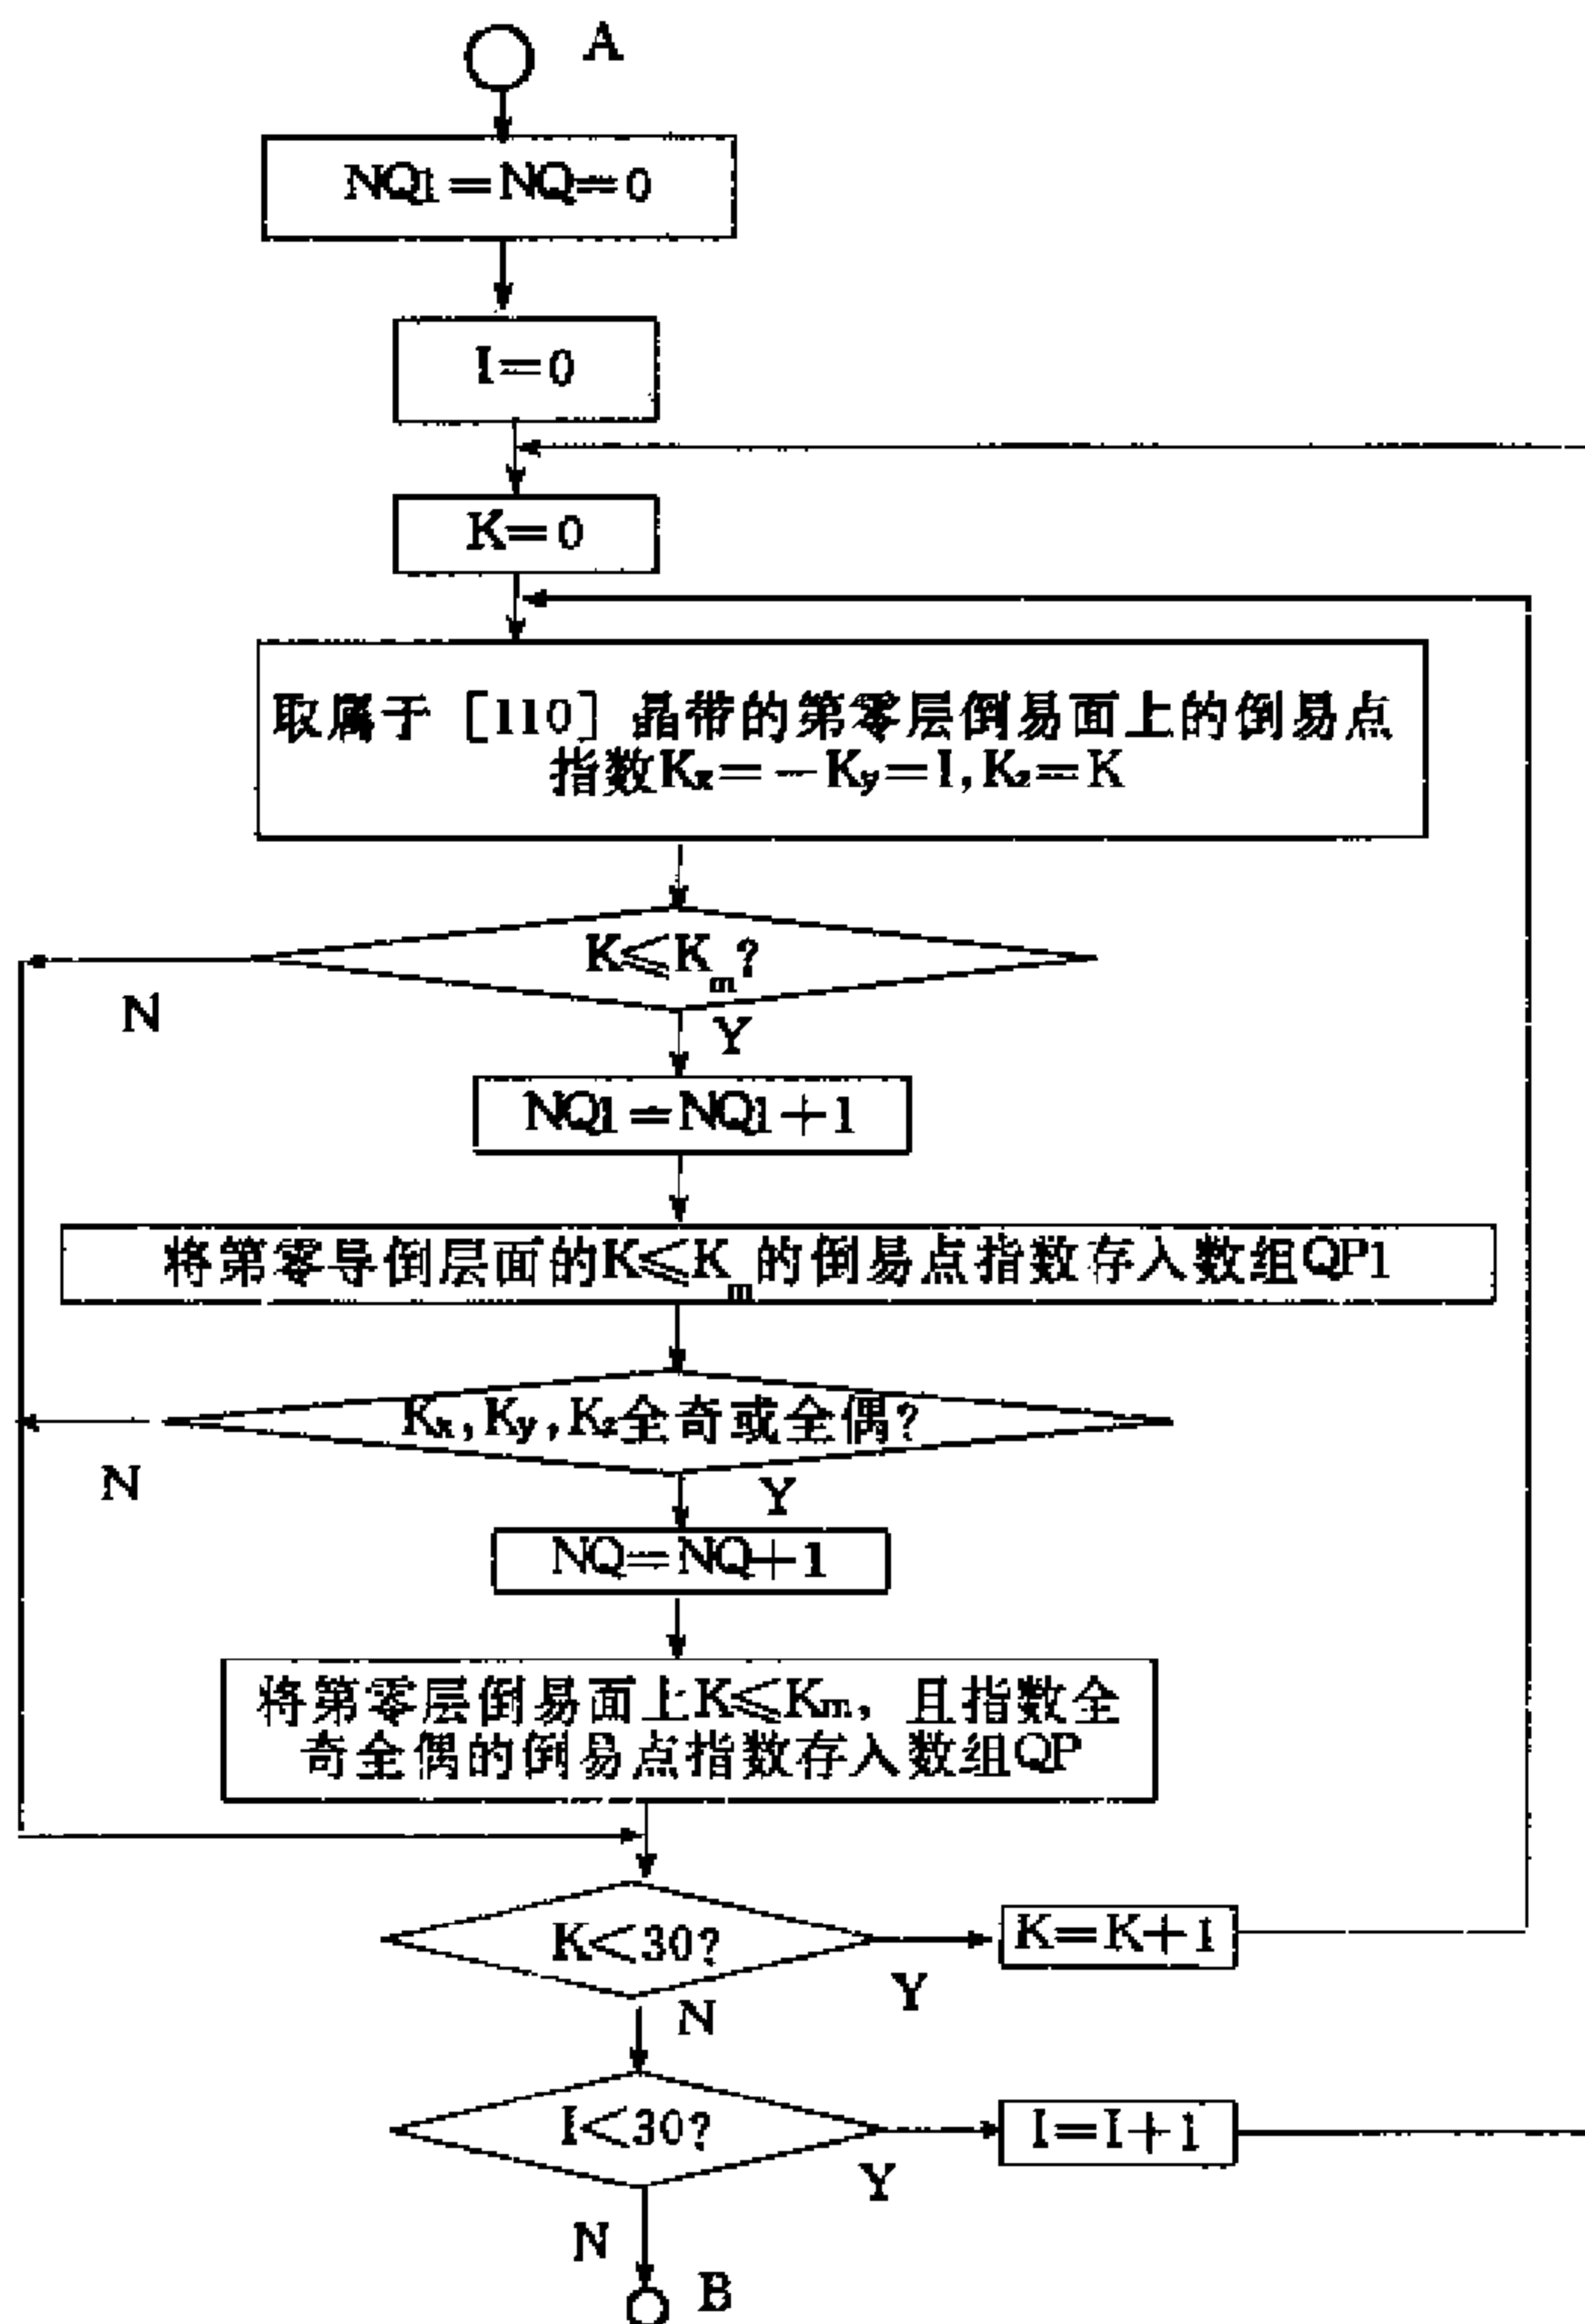 A
NQ1=NQ=0
I=0
K=0
取属于［110］晶带的第零层倒易面上的倒易点
指数Kx=-Ky=I,Kz=K
K≤Km?
N
Y
NQ1=NQ1+1
将第零导倒层面的K≤Km的倒易点指数存入数组QP1
Kx,Ky,Kz全奇或全偶?
N
Y
NQ=NQ+1
将第零层倒易面上K≤Km，且指数全
奇全偶的倒易点指数存入数组QP
K<30?
K=K+1
Y
N
I<30?
I=I+1
Y
N
B